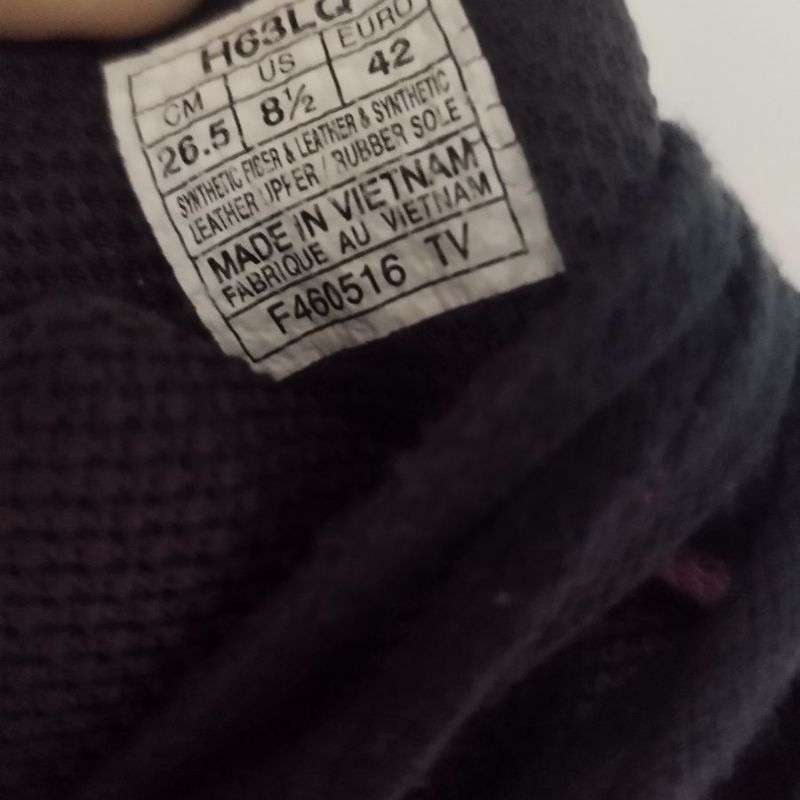 H63LQ
CM US EURO
26.5 8½ 42
SYNTHETIC FIBER & LEATHER & SYNTHETIC
LEATHER UPPER / RUBBER SOLE
MADE IN VIETNAM
FABRIQUE AU VIETNAM
F460516 TV